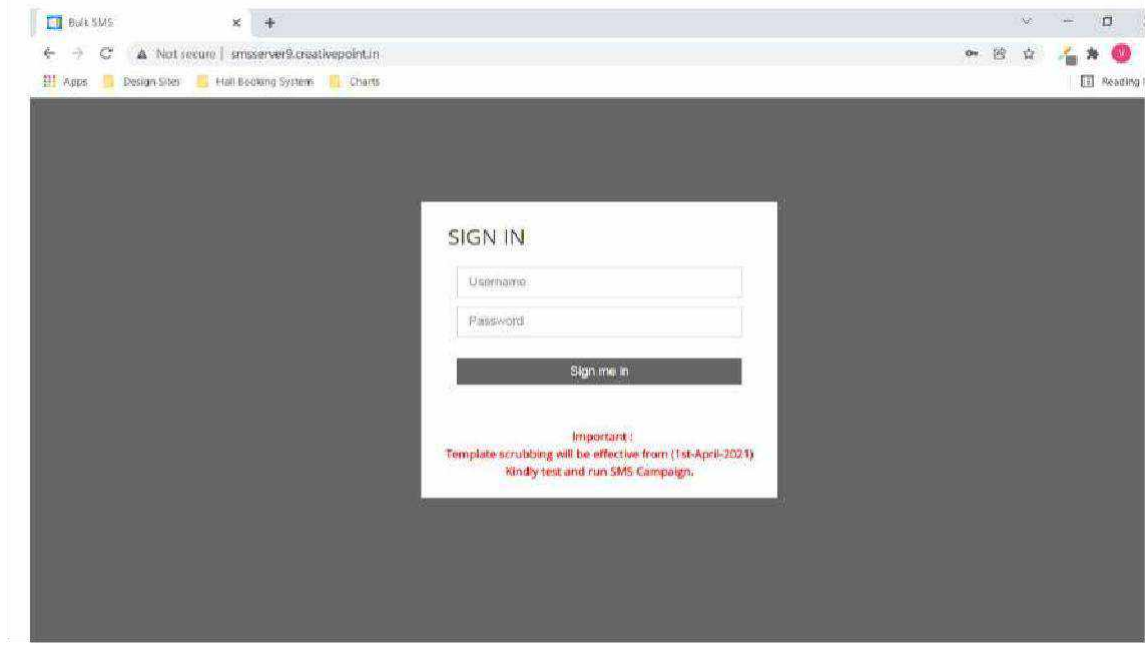 Bulk SMS
Not secure | smsserver9.creativepoint.in
Apps Design Sites Hall Booking System Charts Reading
SIGN IN
Username
Password
Sign me in
Important :
Template scrubbing will be effective from (1st-April-2021)
Kindly test and run SMS Campaign.